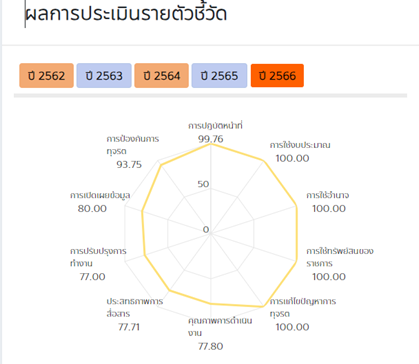 ผลการประเมินรายตัวชี้วัด
ปี 2562 ปี 2563 ปี 2564 ปี 2565 ปี 2566
การปฏิบัติหน้าที่
99.76
การใช้งบประมาณ
100.00
การใช้อำนาจ
100.00
การใช้ทรัพย์สินของ
ราชการ
100.00
การแก้ไขปัญหาการ
ทุจริต
100.00
คุณภาพการดำเนิน
งาน
77.80
ประสิทธิภาพการ
สื่อสาร
77.71
การปรับปรุงการ
ทำงาน
77.00
การเปิดเผยข้อมูล
80.00
การป้องกันการ
ทุจริต
93.75
50
0